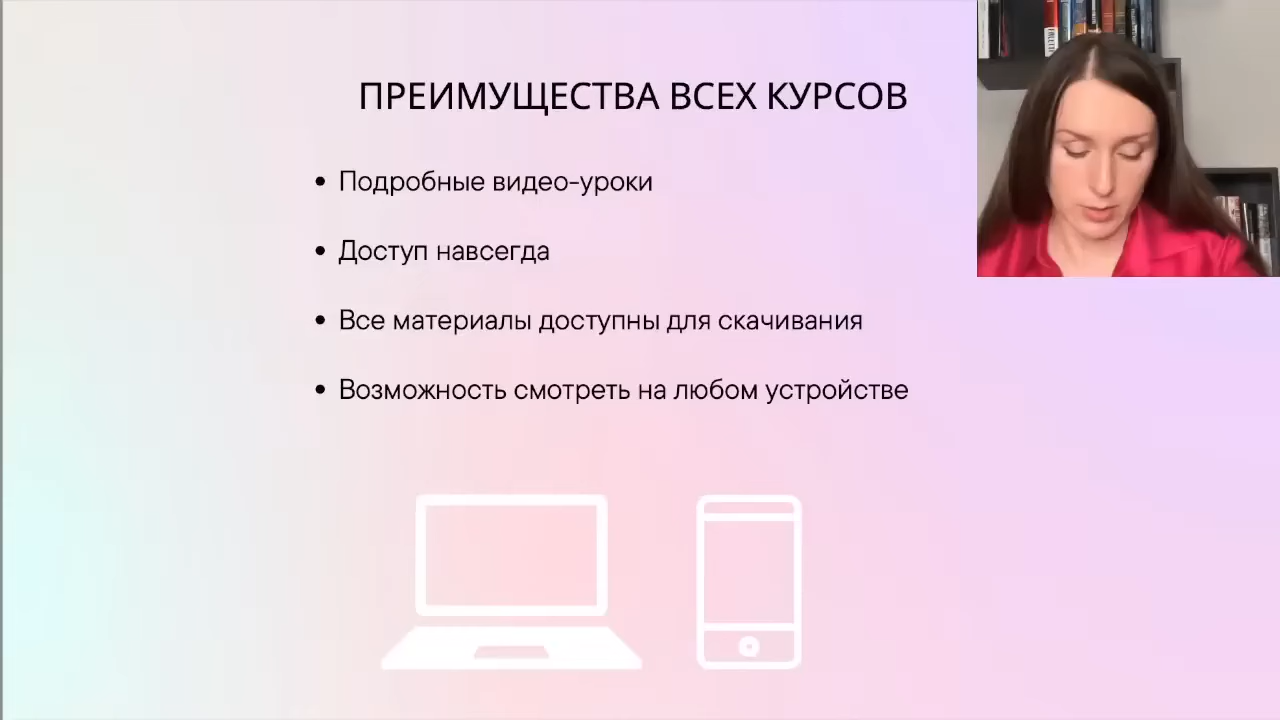 ПРЕИМУЩЕСТВА ВСЕХ КУРСОВ
• Подробные видео-уроки
• Доступ навсегда
• Все материалы доступны для скачивания
• Возможность смотреть на любом устройстве